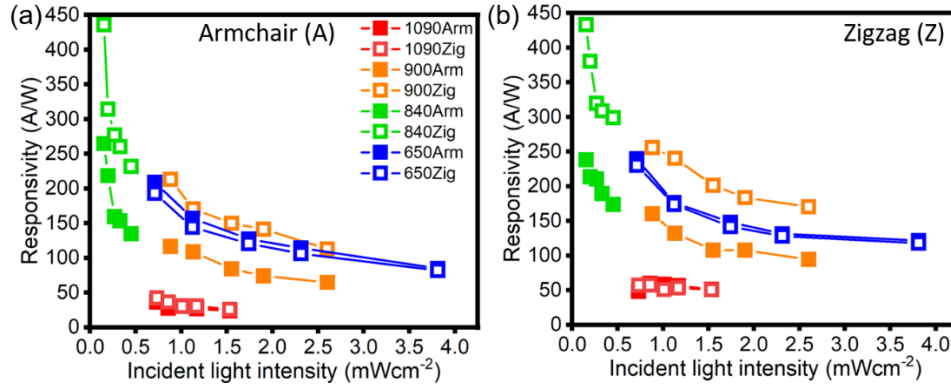 (a)
Armchair (A)
1090Arm
1090Zig
900Arm
900Zig
840Arm
840Zig
650Arm
650Zig
Responsivity (A/W)
450
400
350
300
250
200
150
100
50
0
0.0 0.5 1.0 1.5 2.0 2.5 3.0 3.5 4.0
Incident light intensity (mWcm⁻²)
(b)
Zigzag (Z)
Responsivity (A/W)
450
400
350
300
250
200
150
100
50
0
0.0 0.5 1.0 1.5 2.0 2.5 3.0 3.5 4.0
Incident light intensity (mWcm⁻²)